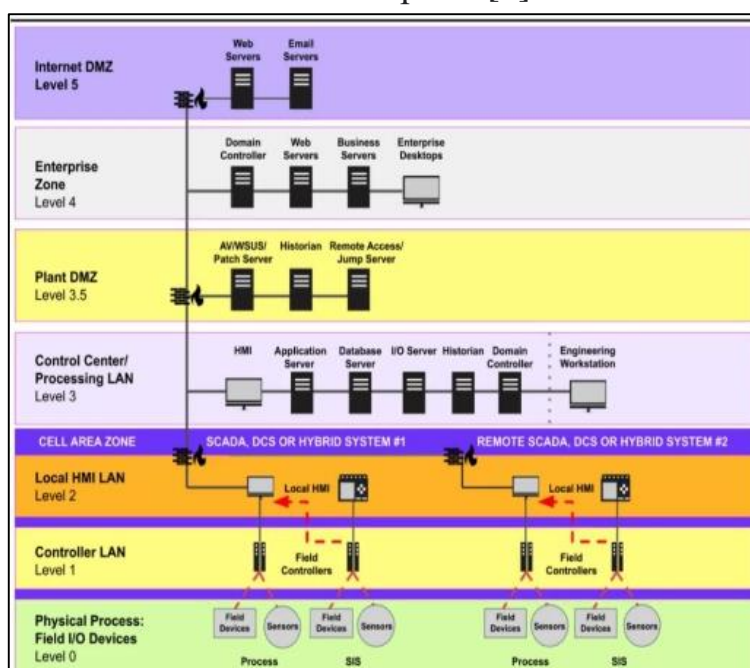 Internet DMZ
Level 5
Web
Servers
Email
Servers
Enterprise
Zone
Level 4
Domain
Controller
Web
Servers
Business
Servers
Enterprise
Desktops
Plant DMZ
Level 3.5
AV/WSUS/
Patch Server
Historian
Remote Access/
Jump Server
Control Center/
Processing LAN
Level 3
HMI
Application
Server
Database
Server
I/O Server
Historian
Domain
Controller
Engineering
Workstation
CELL AREA ZONE
SCADA, DCS OR HYBRID SYSTEM #1
REMOTE SCADA, DCS OR HYBRID SYSTEM #2
Local HMI LAN
Level 2
Local HMI
Local HMI
Controller LAN
Level 1
Field
Controllers
Field
Controllers
Physical Process:
Field I/O Devices
Level 0
Field
Devices
Sensors
Field
Devices
Sensors
Field
Devices
Sensors
Field
Devices
Sensors
Process
SIS
Process
SIS